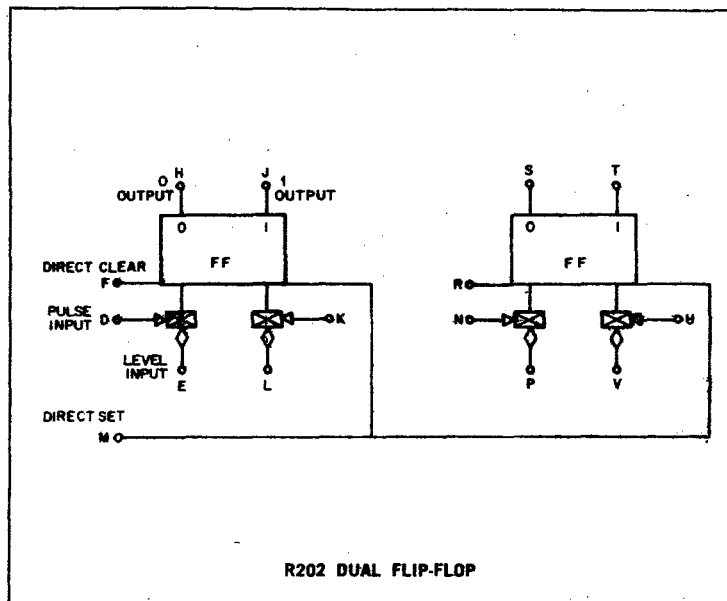 H J S T
0 OUTPUT 1 OUTPUT
0 1 0 1
FF FF
DIRECT CLEAR F R
PULSE INPUT D K N U
LEVEL INPUT E L P V
DIRECT SET M
R202 DUAL FLIP-FLOP